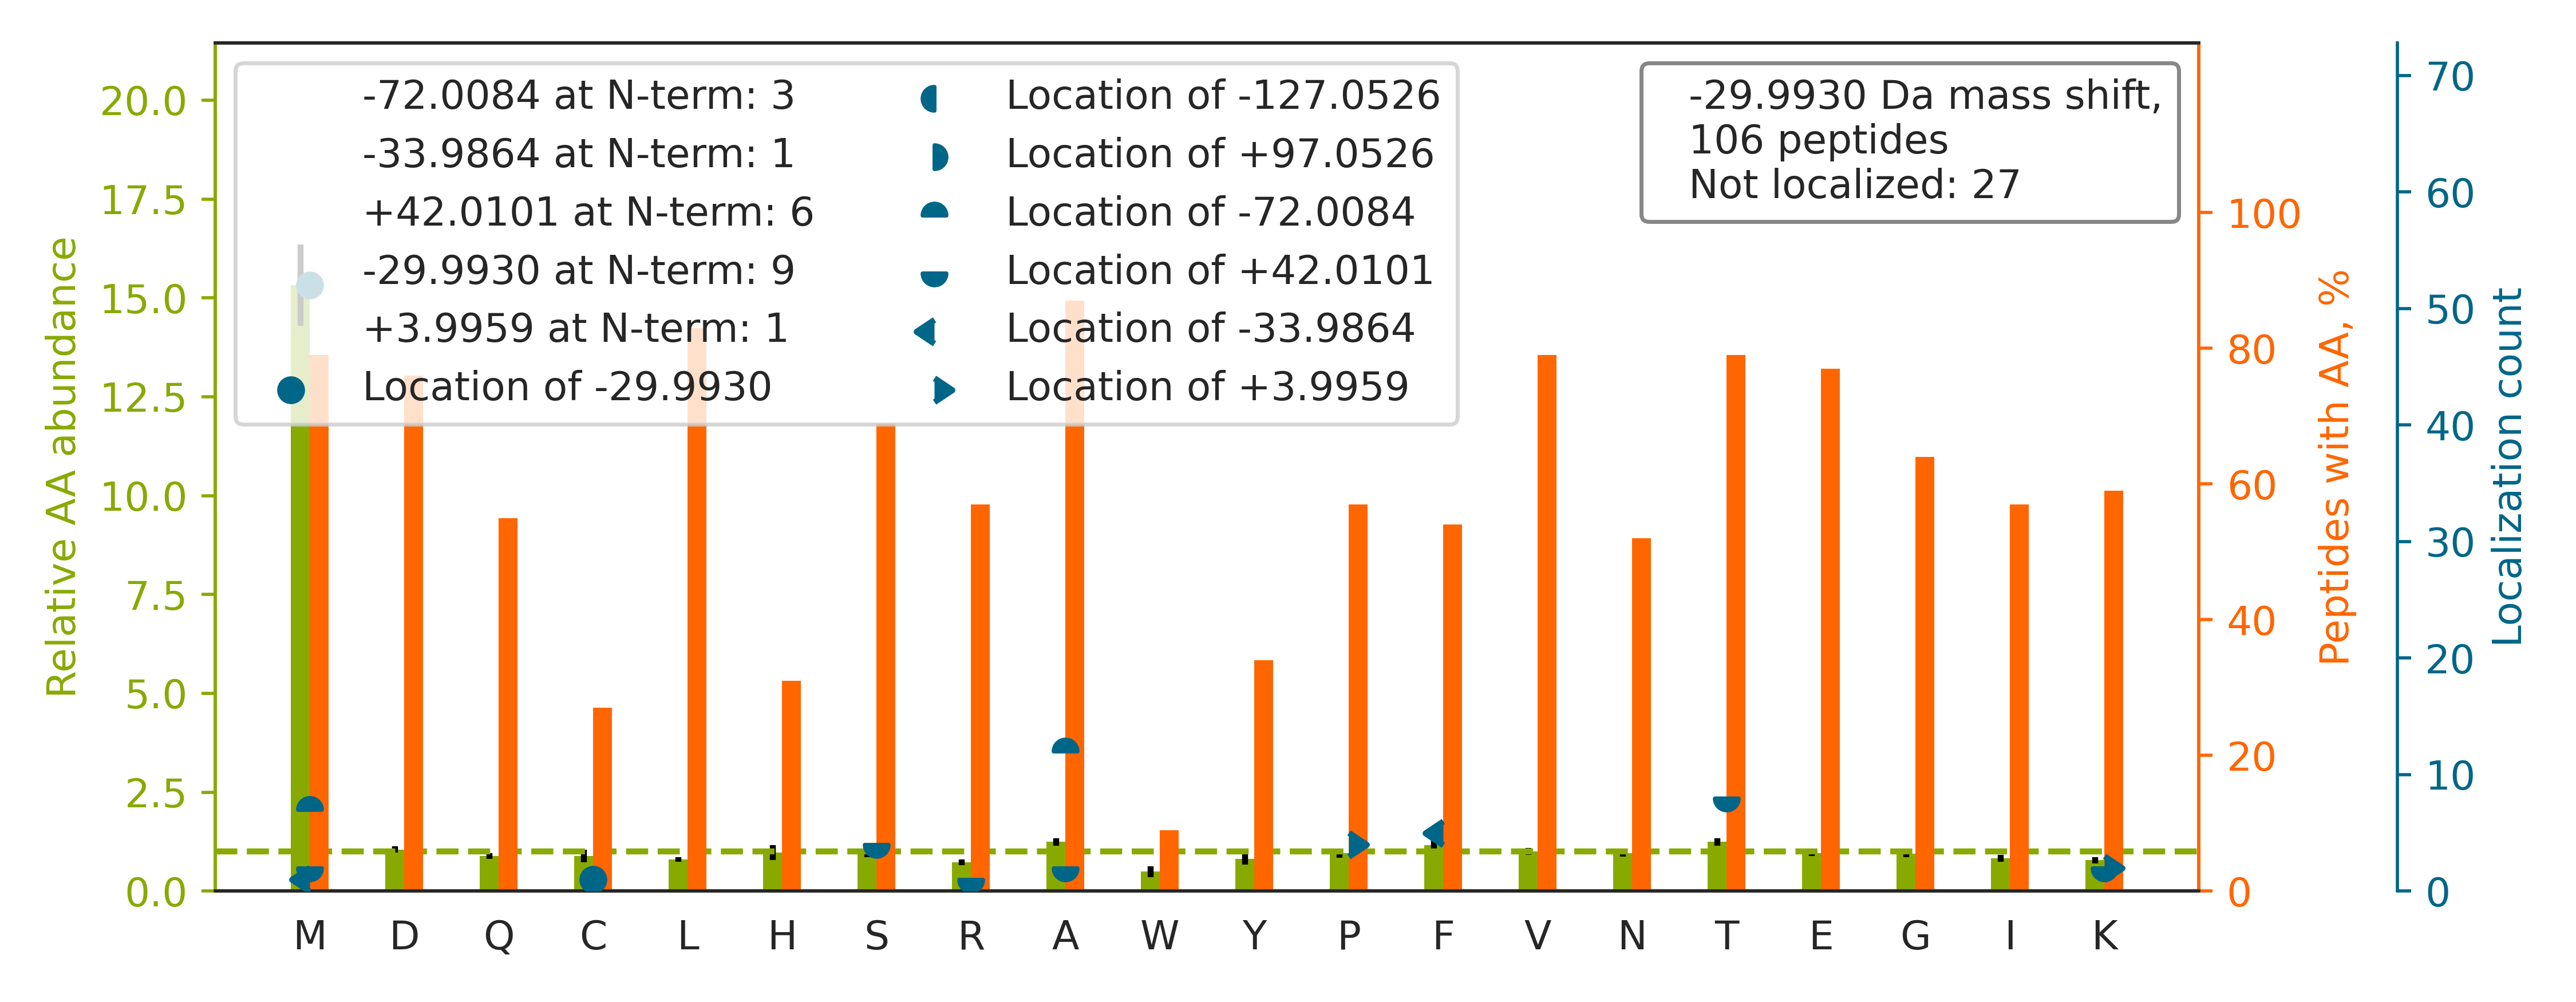 -72.0084 at N-term: 3
-33.9864 at N-term: 1
+42.0101 at N-term: 6
-29.9930 at N-term: 9
+3.9959 at N-term: 1
Location of -29.9930
Location of -127.0526
Location of +97.0526
Location of -72.0084
Location of +42.0101
Location of -33.9864
Location of +3.9959
-29.9930 Da mass shift,
106 peptides
Not localized: 27
Relative AA abundance
20.0
17.5
15.0
12.5
10.0
7.5
5.0
2.5
0.0
M D Q C L H S R A W Y P F V N T E G I K
100
80
60
40
20
0
Peptides with AA, %
70
60
50
40
30
20
10
0
Localization count